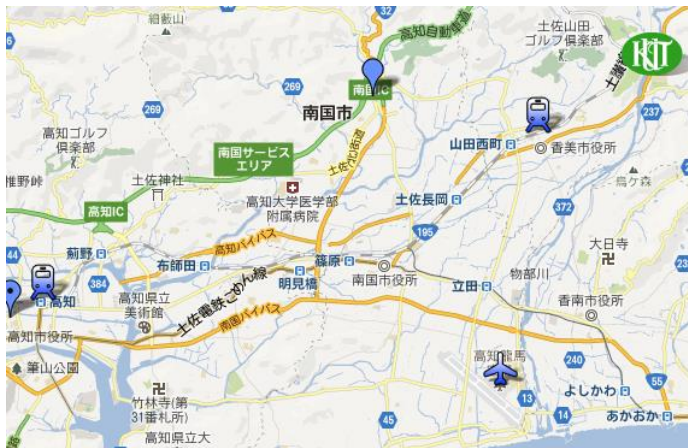 細藪山
高知自動車道
土佐山田
ゴルフ倶楽部
KUT
土讃線
32
269
南国IC
南国市
269
237
高知ゴルフ
倶楽部
南国サービス
エリア
土佐うり街道
山田西町
香美市役所
椎野峠
土佐神社
高知大学医学部
附属病院
土佐長岡
烏ケ森
高知IC
372
195
大日寺
44
薊野
高知バイパス
布師田
篠原
物部川
384
土佐電鉄ごめん線
明見橋
南国市役所
立田
香南市役所
高知
高知県立
美術館
南国バイパス
高知市役所
高知龍馬
240
筆山公園
よしかわ
55
竹林寺(第
31番札所)
13
45
14
あかおか
高知県立大